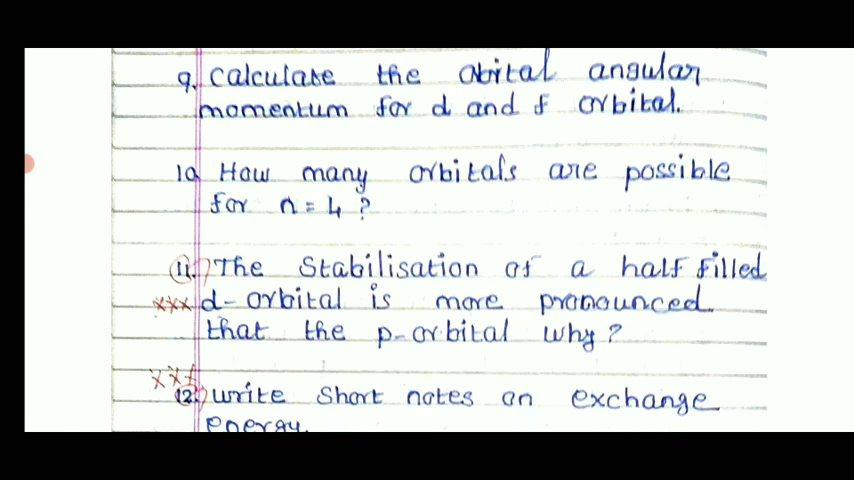 9. Calculate the obital angular
momentum for d and f orbital.
10 How many orbitals are possible
for n = 4 ?
11. The Stabilisation of a half filled
xxx d-orbital is more pronounced.
that the p-orbital why?
xxx
12. write short notes on exchange
energy.